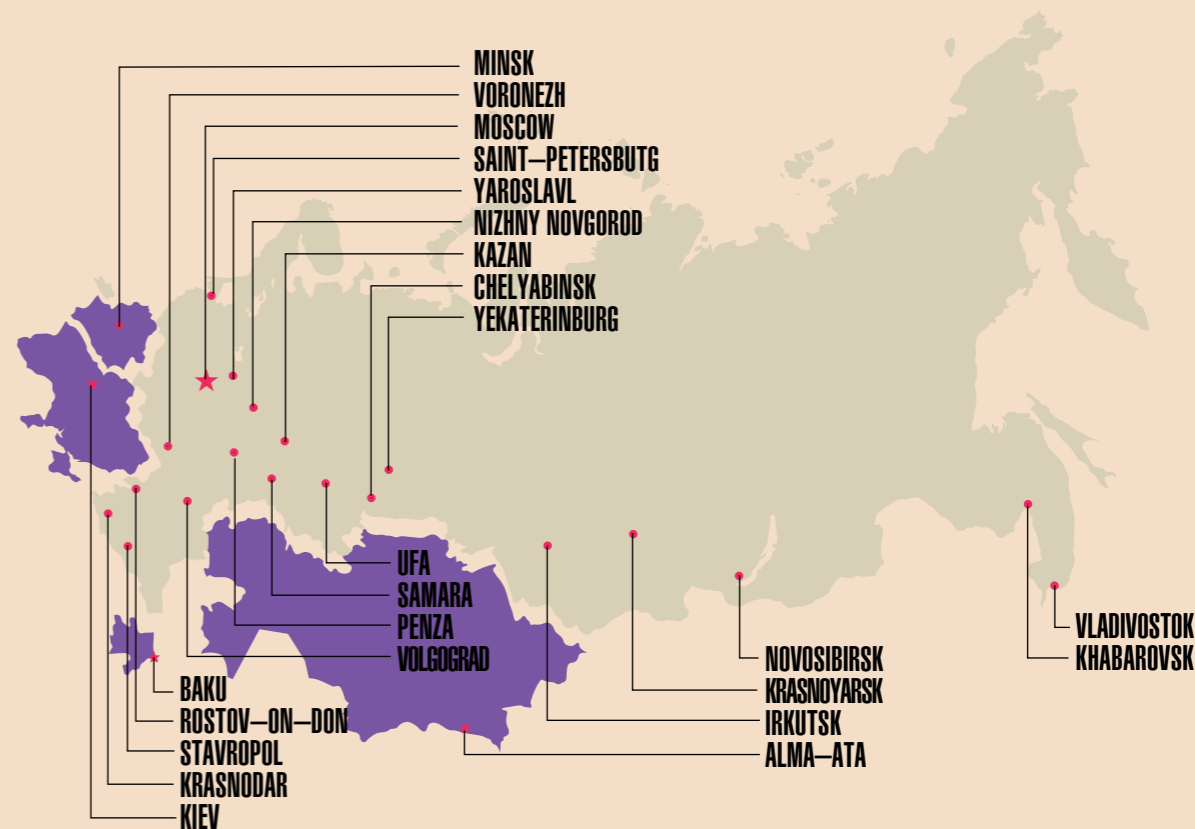 MINSK
VORONEZH
MOSCOW
SAINT–PETERSBUTG
YAROSLAVL
NIZHNY NOVGOROD
KAZAN
CHELYABINSK
YEKATERINBURG
UFA
SAMARA
PENZA
VOLGOGRAD
BAKU
ROSTOV–ON–DON
STAVROPOL
KRASNODAR
KIEV
NOVOSIBIRSK
KRASNOYARSK
IRKUTSK
ALMA–ATA
VLADIVOSTOK
KHABAROVSK